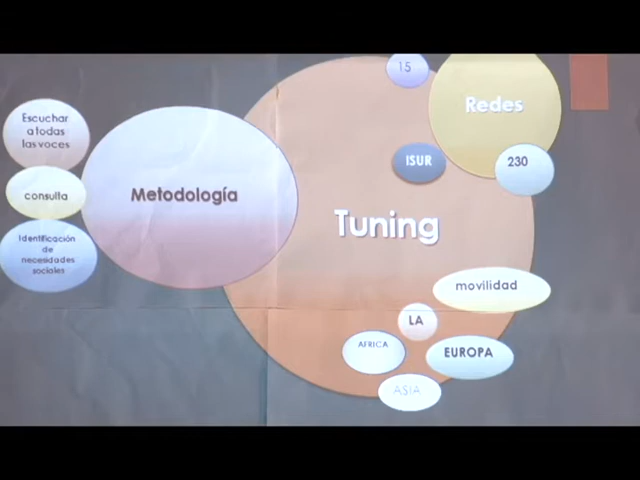 15
Redes
Escuchar
a todas
las voces
ISUR
230
consulta
Metodología
Tuning
Identificación
de
necesidades
sociales
movilidad
LA
AFRICA
EUROPA
ASIA